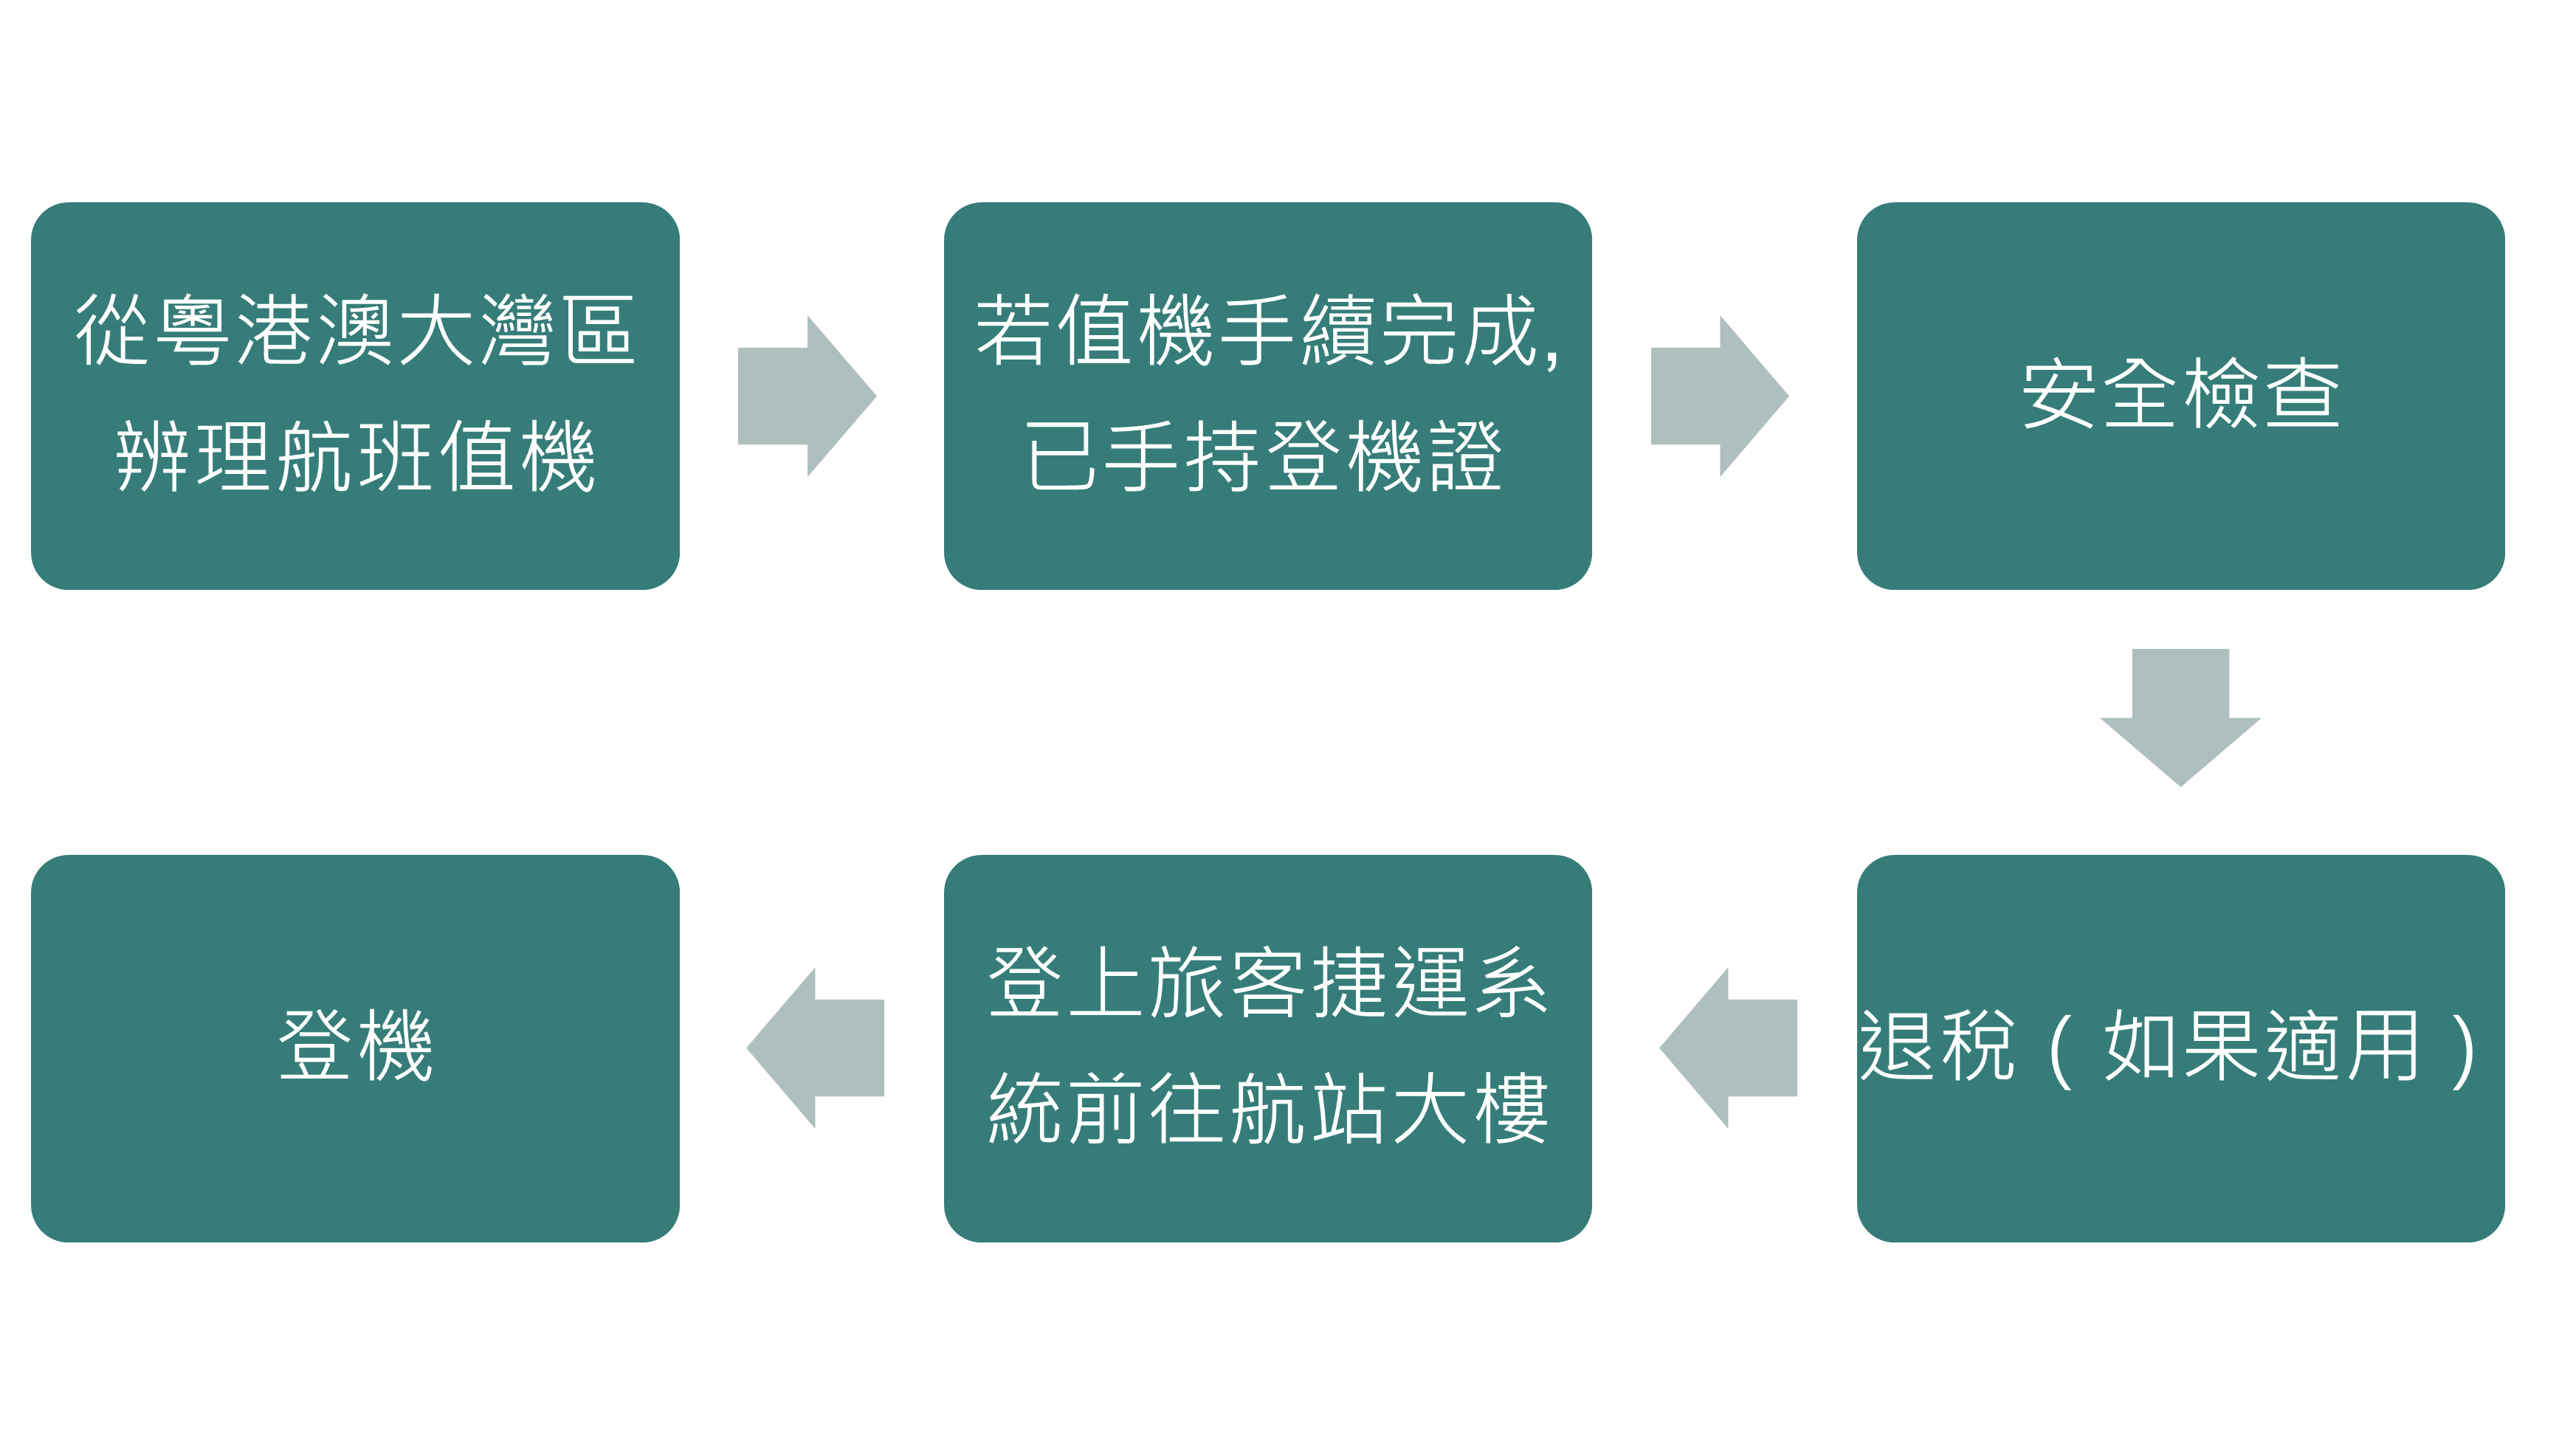 從粵港澳大灣區
辨理航班值機
若值機手續完成,
已手持登機證
安全檢查
退税（如果適用）
登上旅客捷運系
統前往航站大樓
登機